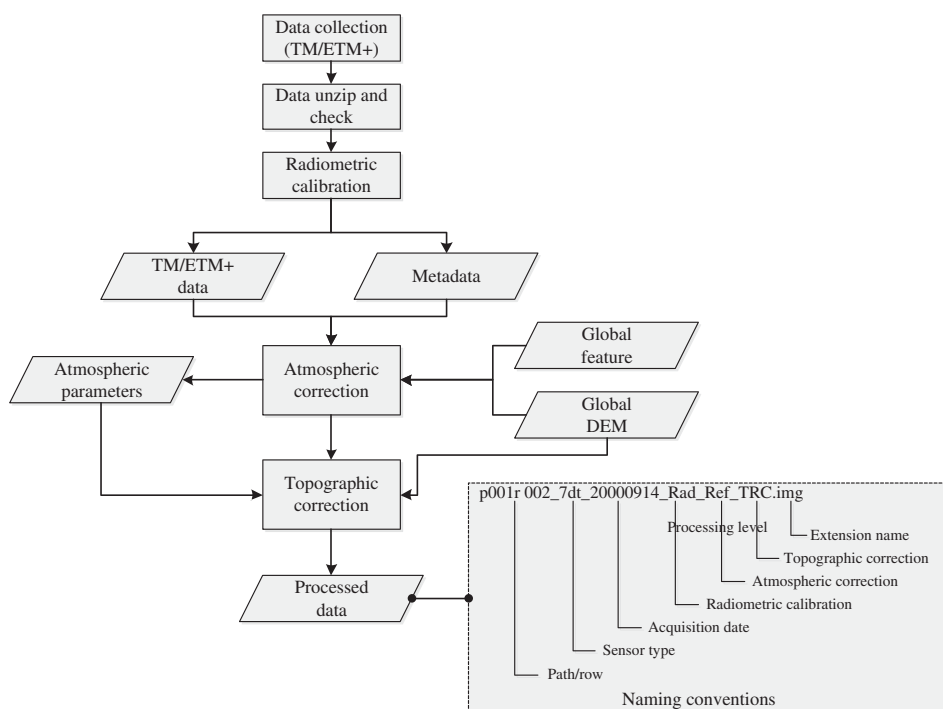 Data collection
(TM/ETM+)
Data unzip and
check
Radiometric
calibration
TM/ETM+
data
Metadata
Global
feature
Atmospheric
parameters
Atmospheric
correction
Global
DEM
Topographic
correction
p001r 002_7dt_20000914_Rad_Ref_TRC.img
Processing level
Extension name
Topographic correction
Atmospheric correction
Radiometric calibration
Acquisition date
Sensor type
Path/row
Naming conventions
Processed
data